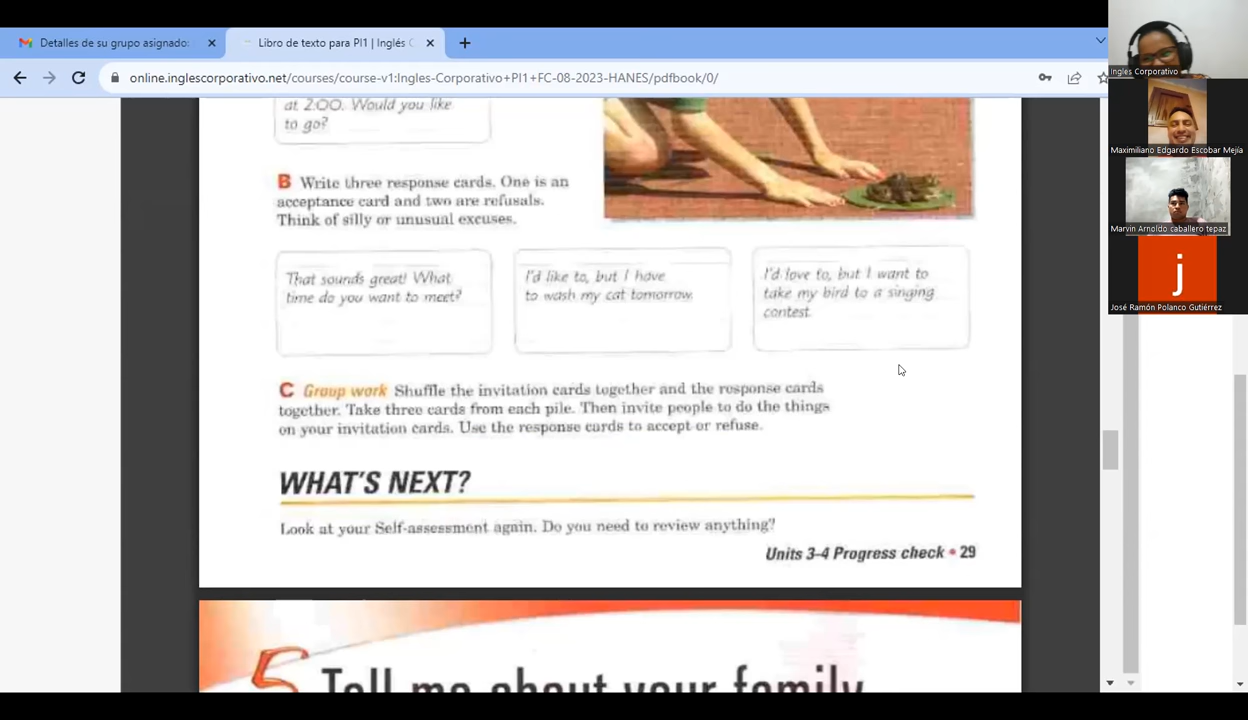 Detalles de su grupo asignado:
Libro de texto para PI1 | Inglés C
online.inglescorporativo.net/courses/course-v1:Ingles-Corporativo+PI1+FC-08-2023-HANES/pdfbook/0/
at 2:00. Would you like
to go?
B Write three response cards. One is an
acceptance card and two are refusals.
Think of silly or unusual excuses.
That sounds great! What
time do you want to meet?
I'd like to, but I have
to wash my cat tomorrow.
I'd love to, but I want to
take my bird to a singing
contest.
C Group work Shuffle the invitation cards together and the response cards
together. Take three cards from each pile. Then invite people to do the things
on your invitation cards. Use the response cards to accept or refuse.
WHAT'S NEXT?
Look at your Self-assessment again. Do you need to review anything?
Units 3-4 Progress check • 29
5 Tell me about your family
Ingles Corporativo
Maximiliano Edgardo Escobar Mejía
Marvin Arnoldo caballero tepaz
j
José Ramón Polanco Gutiérrez